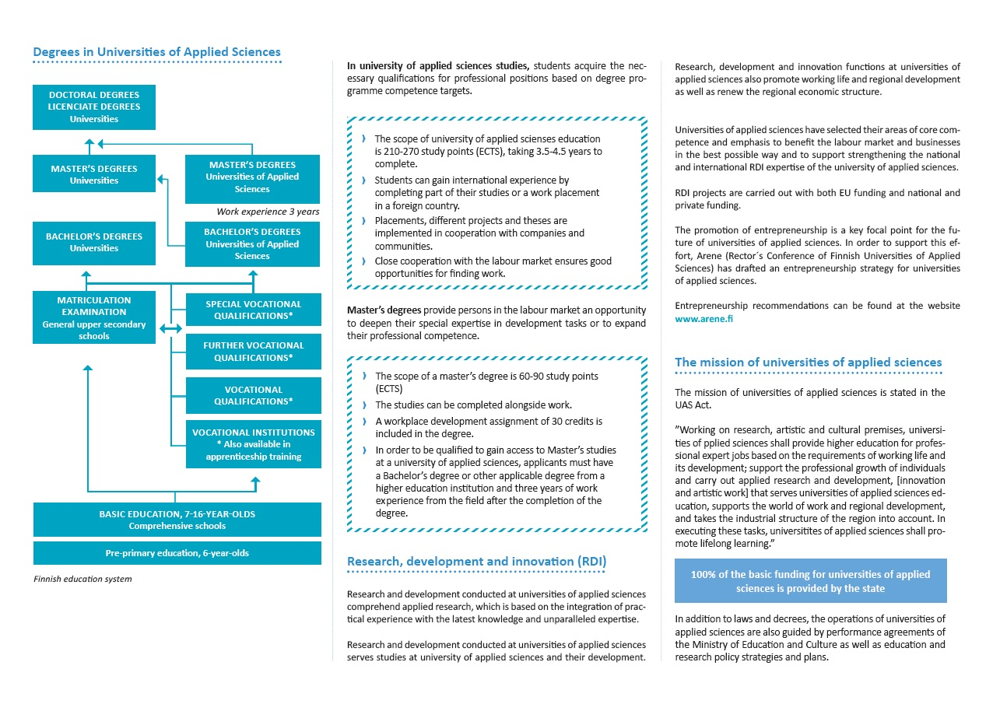 Degrees in Universities of Applied Sciences
DOCTORAL DEGREES
LICENCIATE DEGREES
Universities
MASTER'S DEGREES
Universities
MASTER'S DEGREES
Universities of Applied
Sciences
Work experience 3 years
BACHELOR'S DEGREES
Universities
BACHELOR'S DEGREES
Universities of Applied
Sciences
MATRICULATION
EXAMINATION
General upper secondary
schools
SPECIAL VOCATIONAL
QUALIFICATIONS*
FURTHER VOCATIONAL
QUALIFICATIONS*
VOCATIONAL
QUALIFICATIONS*
VOCATIONAL INSTITUTIONS
* Also available in
apprenticeship training
BASIC EDUCATION, 7-16-YEAR-OLDS
Comprehensive schools
Pre-primary education, 6-year-olds
Finnish education system
In university of applied sciences studies, students acquire the nec-
essary qualifications for professional positions based on degree pro-
gramme competence targets.
› The scope of university of applied scienses education
is 210-270 study points (ECTS), taking 3.5-4.5 years to
complete.
› Students can gain international experience by
completing part of their studies or a work placement
in a foreign country.
› Placements, different projects and theses are
implemented in cooperation with companies and
communities.
› Close cooperation with the labour market ensures good
opportunities for finding work.
Master's degrees provide persons in the labour market an opportunity
to deepen their special expertise in development tasks or to expand
their professional competence.
› The scope of a master's degree is 60-90 study points
(ECTS)
› The studies can be completed alongside work.
› A workplace development assignment of 30 credits is
included in the degree.
› In order to be qualified to gain access to Master's studies
at a university of applied sciences, applicants must have
a Bachelor's degree or other applicable degree from a
higher education institution and three years of work
experience from the field after the completion of the
degree.
Research, development and innovation (RDI)
Research and development conducted at universities of applied sciences
comprehend applied research, which is based on the integration of prac-
tical experience with the latest knowledge and unparalleled expertise.
Research and development conducted at universities of applied sciences
serves studies at university of applied sciences and their development.
Research, development and innovation functions at universities of
applied sciences also promote working life and regional development
as well as renew the regional economic structure.
Universities of applied sciences have selected their areas of core com-
petence and emphasis to benefit the labour market and businesses
in the best possible way and to support strengthening the national
and international RDI expertise of the university of applied sciences.
RDI projects are carried out with both EU funding and national and
private funding.
The promotion of entrepreneurship is a key focal point for the fu-
ture of universities of applied sciences. In order to support this ef-
fort, Arene (Rector´s Conference of Finnish Universities of Applied
Sciences) has drafted an entrepreneurship strategy for universities
of applied sciences.
Entrepreneurship recommendations can be found at the website
www.arene.fi
The mission of universities of applied sciences
The mission of universities of applied sciences is stated in the
UAS Act.
”Working on research, artistic and cultural premises, universi-
ties of pplied sciences shall provide higher education for profes-
sional expert jobs based on the requirements of working life and
its development; support the professional growth of individuals
and carry out applied research and development, [innovation
and artistic work] that serves universities of applied sciences ed-
ucation, supports the world of work and regional development,
and takes the industrial structure of the region into account. In
executing these tasks, universitites of applied sciences shall pro-
mote lifelong learning.”
100% of the basic funding for universities of applied
sciences is provided by the state
In addition to laws and decrees, the operations of universities of
applied sciences are also guided by performance agreements of
the Ministry of Education and Culture as well as education and
research policy strategies and plans.